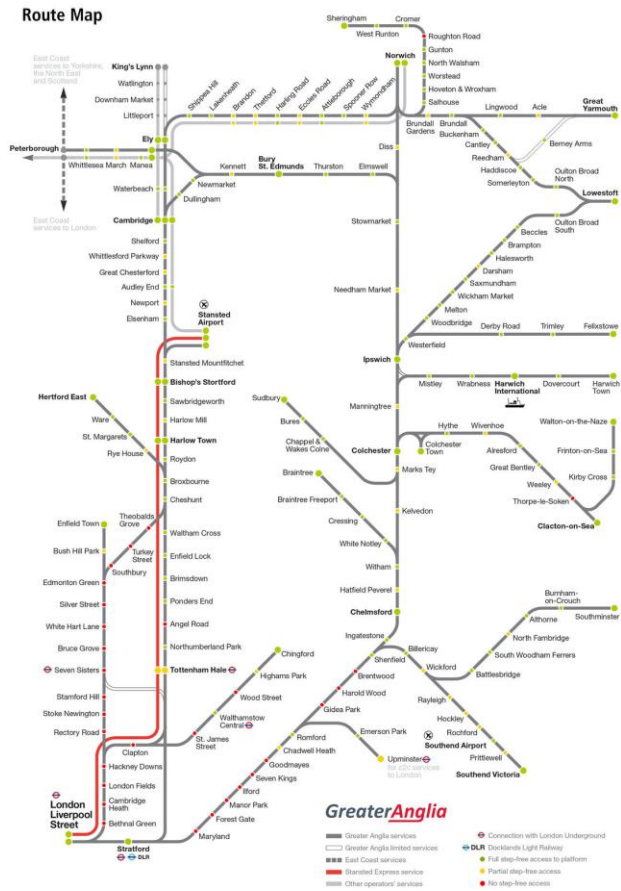 Route Map
East Coast
services to Yorkshire,
the North East
and Scotland
King's Lynn
Watlington
Downham Market
Littleport
Ely
Peterborough
Whittlesea March Manea
East Coast
services to London
Waterbeach
Cambridge
Shippea Hill
Lakenheath
Brandon
Thetford
Harling Road
Eccles Road
Attleborough
Spooner Row
Wymondham
Sheringham
West Runton
Cromer
Roughton Road
Gunton
North Walsham
Worstead
Hoveton & Wroxham
Salhouse
Norwich
Brundall
Gardens
Brundall
Lingwood
Acle
Great
Yarmouth
Buckenham
Cantley
Reedham
Berney Arms
Haddiscoe
Somerleyton
Oulton Broad
North
Lowestoft
Oulton Broad
South
Beccles
Brampton
Halesworth
Darsham
Saxmundham
Wickham Market
Melton
Woodbridge
Westerfield
Derby Road
Trimley
Felixstowe
Diss
Kennett
Bury
St. Edmunds
Thurston
Elmswell
Newmarket
Dullingham
Stowmarket
Needham Market
Ipswich
Mistley
Wrabness
Harwich
International
Dovercourt
Harwich
Town
Manningtree
Shelford
Whittlesford Parkway
Great Chesterford
Audley End
Newport
Elsenham
Stansted
Airport
Stansted Mountfitchet
Bishop's Stortford
Sawbridgeworth
Harlow Mill
Harlow Town
Roydon
Broxbourne
Cheshunt
Hertford East
Ware
St. Margarets
Rye House
Theobalds
Grove
Turkey
Street
Southbury
Enfield Town
Bush Hill Park
Edmonton Green
Silver Street
White Hart Lane
Bruce Grove
Seven Sisters
Stamford Hill
Stoke Newington
Rectory Road
Waltham Cross
Enfield Lock
Brimsdown
Ponders End
Angel Road
Northumberland Park
Tottenham Hale
Clapton
Hackney Downs
London Fields
Cambridge
Heath
Bethnal Green
London
Liverpool
Street
Stratford
DLR
St. James
Street
Walthamstow
Central
Wood Street
Highams Park
Chingford
Sudbury
Bures
Chappel &
Wakes Colne
Colchester
Hythe
Wivenhoe
Colchester
Town
Alresford
Great Bentley
Weeley
Thorpe-le-Soken
Walton-on-the-Naze
Frinton-on-Sea
Kirby Cross
Clacton-on-Sea
Marks Tey
Kelvedon
Braintree
Braintree Freeport
Cressing
White Notley
Witham
Hatfield Peverel
Chelmsford
Ingatestone
Shenfield
Billericay
Wickford
Battlesbridge
South Woodham Ferrers
North Fambridge
Althorne
Burnham-
on-Crouch
Southminster
Rayleigh
Hockley
Rochford
Southend Airport
Prittlewell
Southend Victoria
Brentwood
Harold Wood
Gidea Park
Romford
Emerson Park
Upminster
for c2c services
to London
Chadwell Heath
Goodmayes
Seven Kings
Ilford
Manor Park
Forest Gate
Maryland
GreaterAnglia
Greater Anglia services
Greater Anglia limited services
East Coast services
Stansted Express service
Other operators' services
Connection with London Underground
DLR Docklands Light Railway
Full step-free access to platform
Partial step-free access
No step-free access